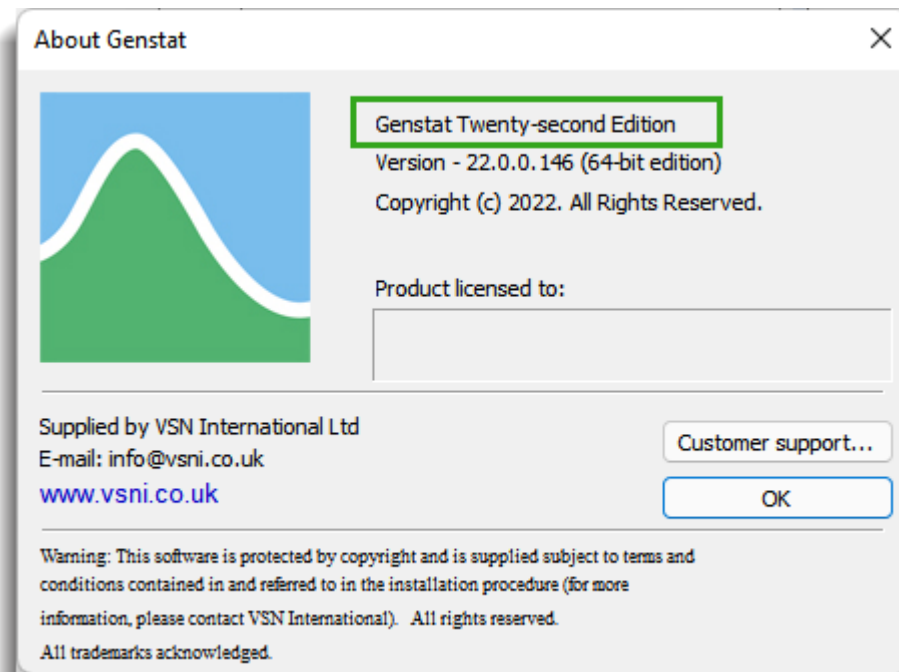 About Genstat
Genstat Twenty-second Edition
Version - 22.0.0.146 (64-bit edition)
Copyright (c) 2022. All Rights Reserved.
Product licensed to:
Supplied by VSN International Ltd
E-mail: info@vsni.co.uk
www.vsni.co.uk
Customer support...
OK
Warning: This software is protected by copyright and is supplied subject to terms and
conditions contained in and referred to in the installation procedure (for more
information, please contact VSN International). All rights reserved.
All trademarks acknowledged.